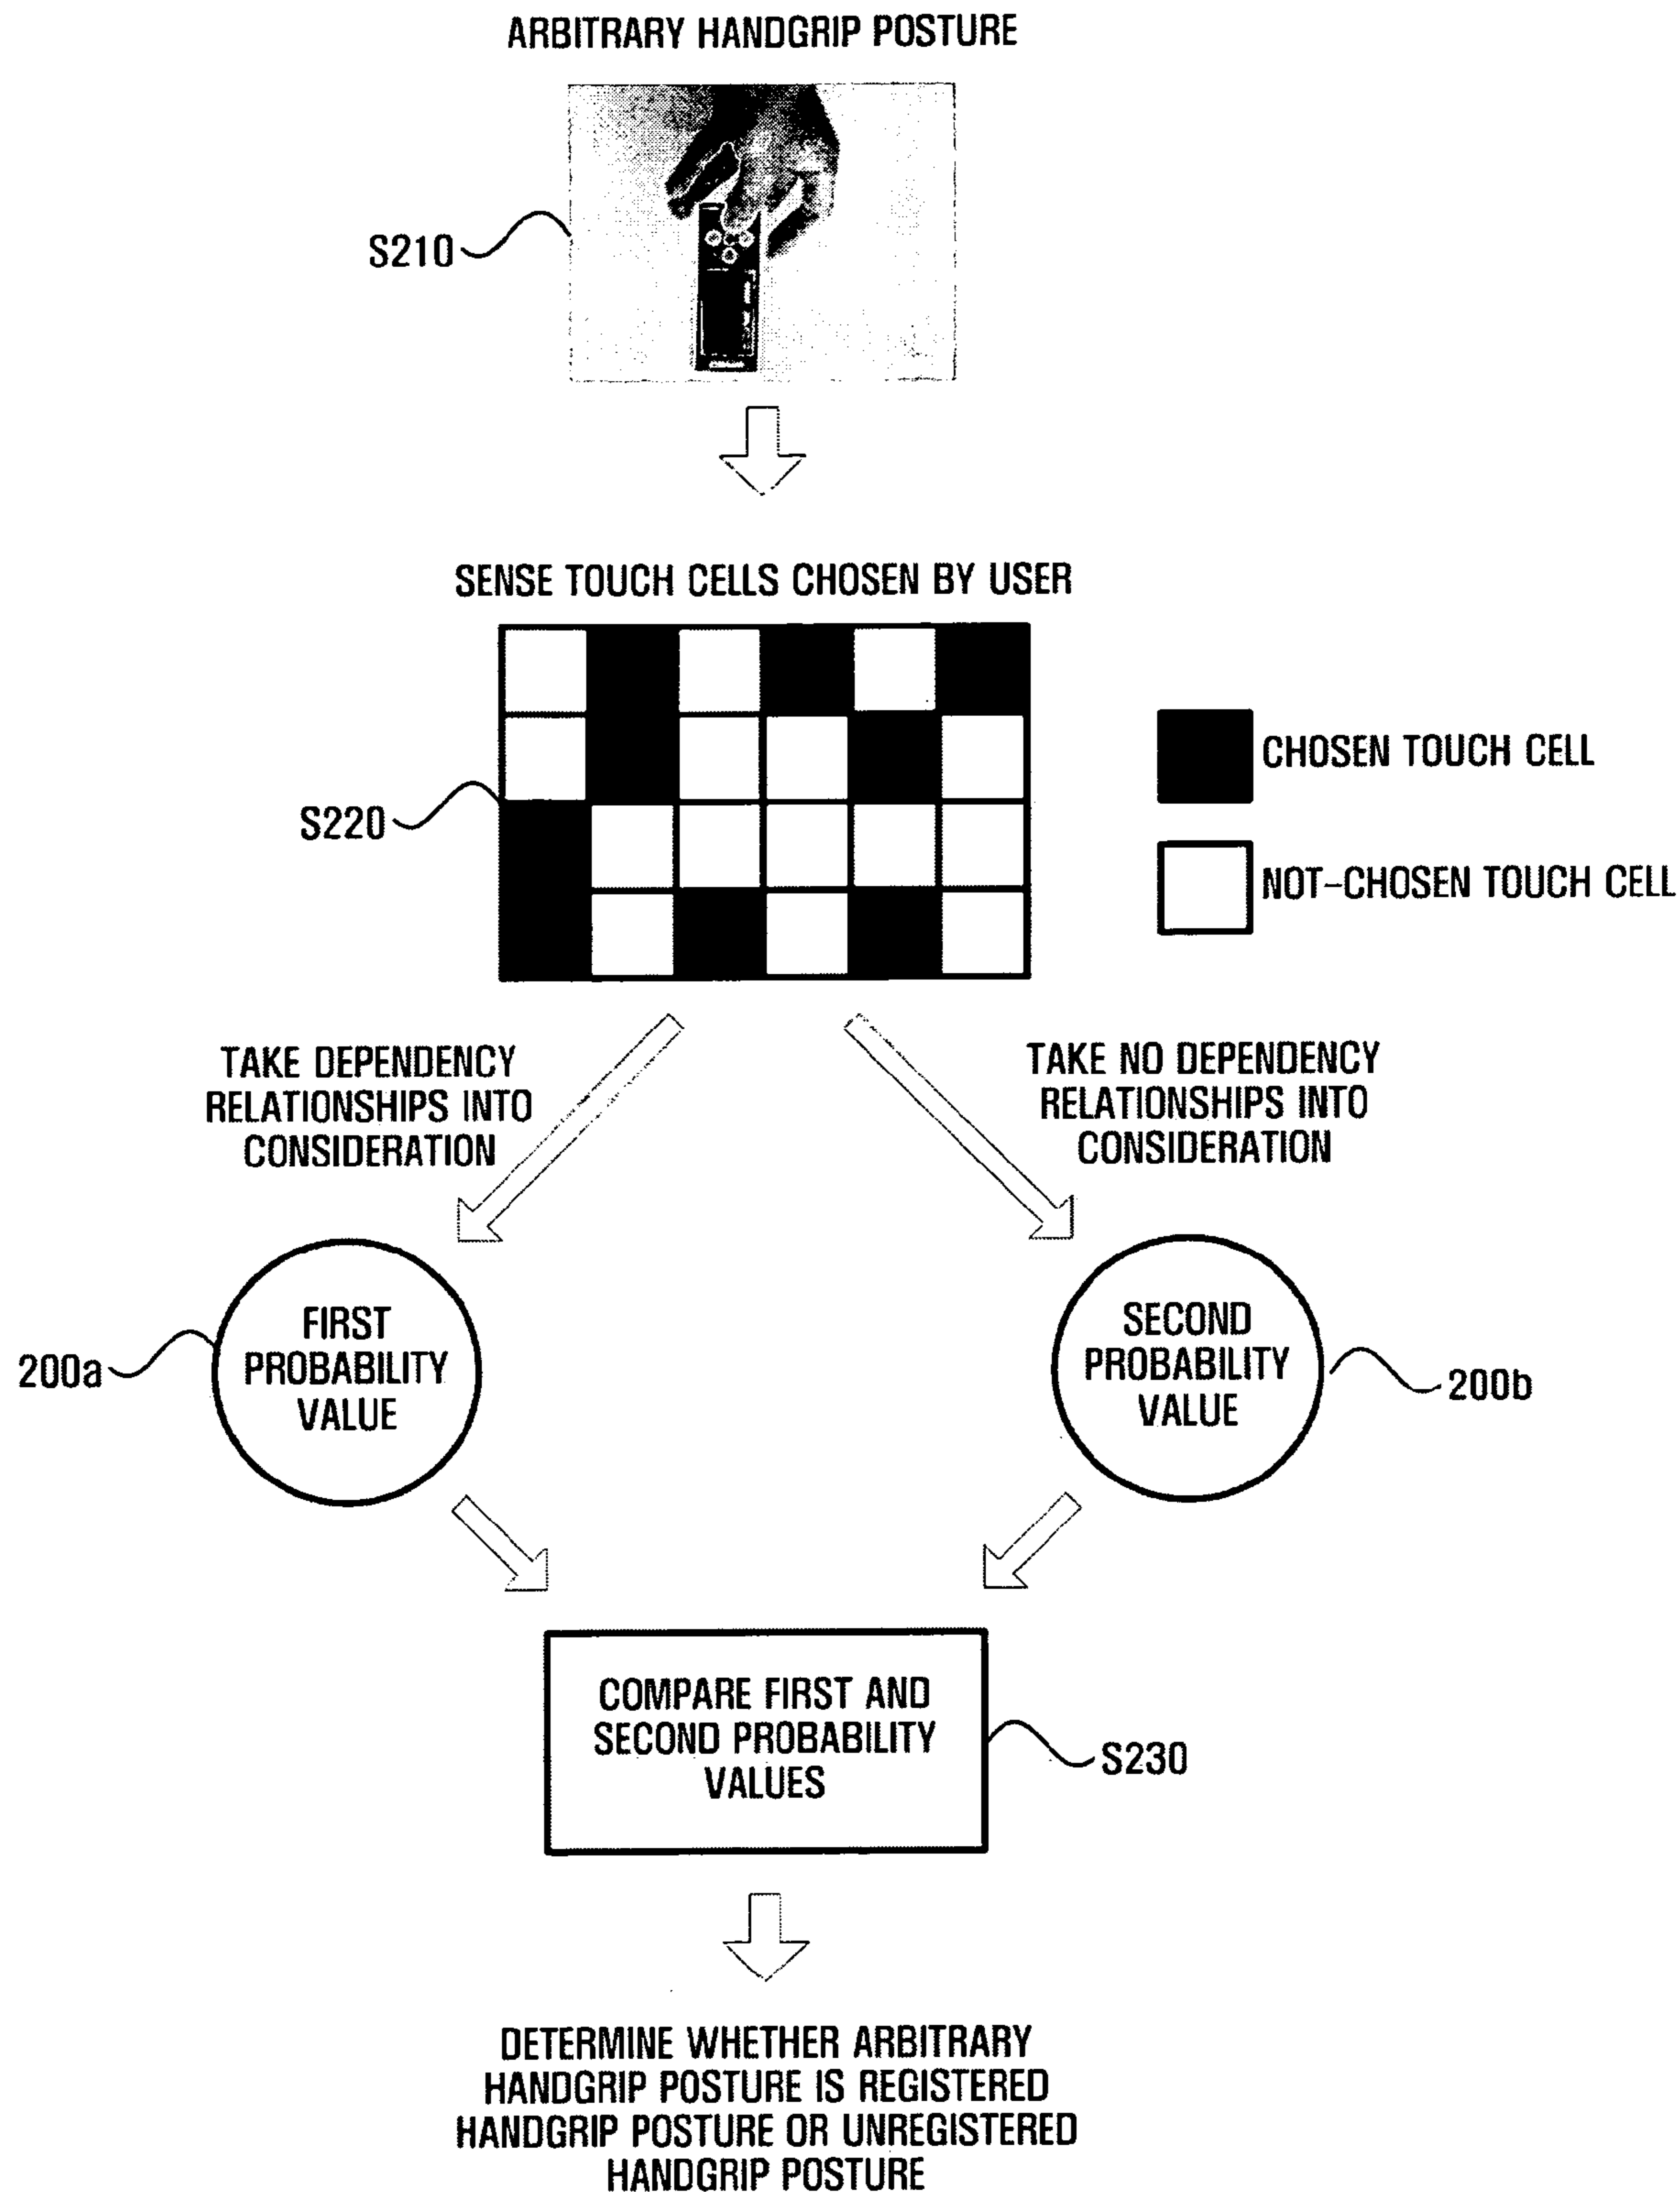 ARBITRARY HANDGRIP POSTURE
S210
SENSE TOUCH CELLS CHOSEN BY USER
S220
CHOSEN TOUCH CELL
NOT-CHOSEN TOUCH CELL
TAKE DEPENDENCY
RELATIONSHIPS INTO
CONSIDERATION
TAKE NO DEPENDENCY
RELATIONSHIPS INTO
CONSIDERATION
200a
FIRST
PROBABILITY
VALUE
SECOND
PROBABILITY
VALUE
200b
COMPARE FIRST AND
SECOND PROBABILITY
VALUES
S230
DETERMINE WHETHER ARBITRARY
HANDGRIP POSTURE IS REGISTERED
HANDGRIP POSTURE OR UNREGISTERED
HANDGRIP POSTURE